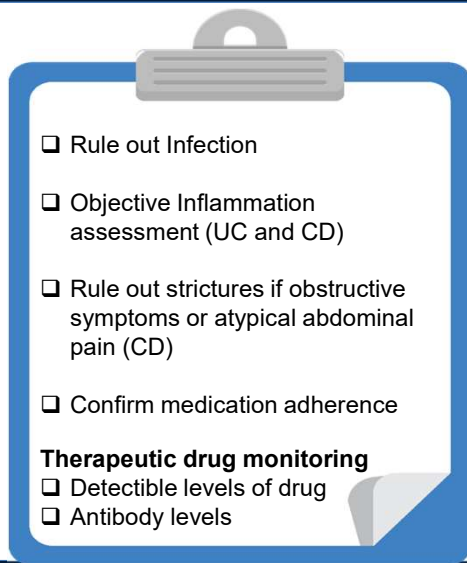 ❑ Rule out Infection
❑ Objective Inflammation
assessment (UC and CD)
❑ Rule out strictures if obstructive
symptoms or atypical abdominal
pain (CD)
❑ Confirm medication adherence
Therapeutic drug monitoring
❑ Detectible levels of drug
❑ Antibody levels